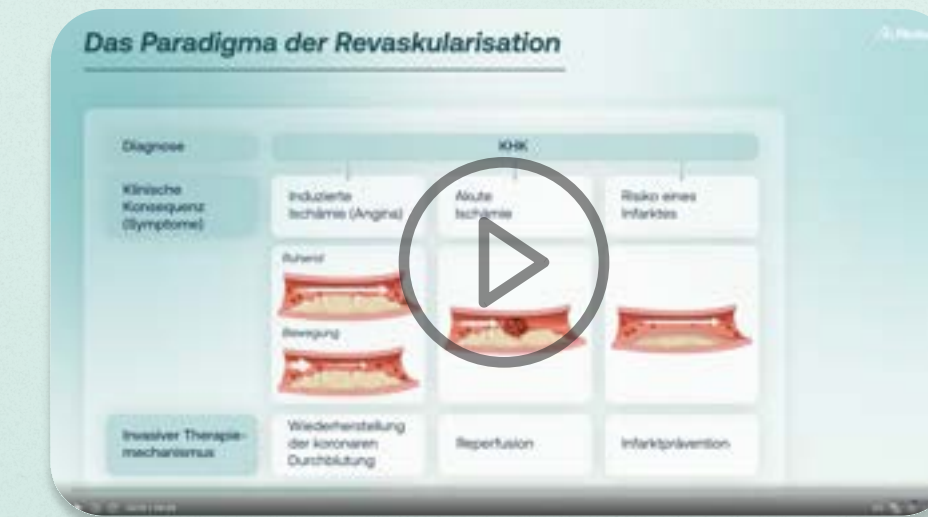 Das Paradigma der Revaskularisation
Diagnose
KHK
Klinische
Konsequenz
(Symptome)
Induzierte
Ischämie (Angina)
Akute
Ischämie
Risiko eines
Infarktes
Ruhend
Bewegung
Invasiver Therapie-
mechanismus
Wiederherstellung
der koronaren
Durchblutung
Reperfusion
Infarktprävention